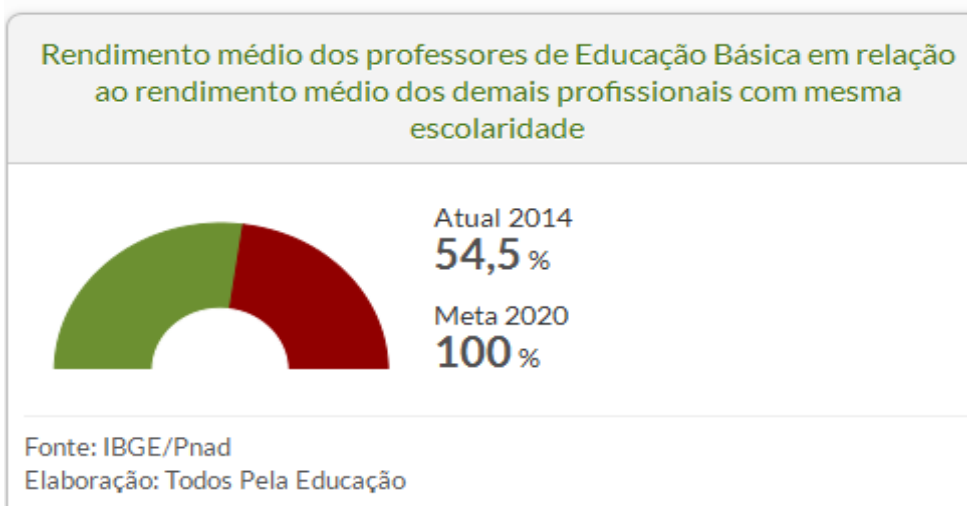 Rendimento médio dos professores de Educação Básica em relação
ao rendimento médio dos demais profissionais com mesma
escolaridade
Atual 2014
54,5 %
Meta 2020
100 %
Fonte: IBGE/Pnad
Elaboração: Todos Pela Educação